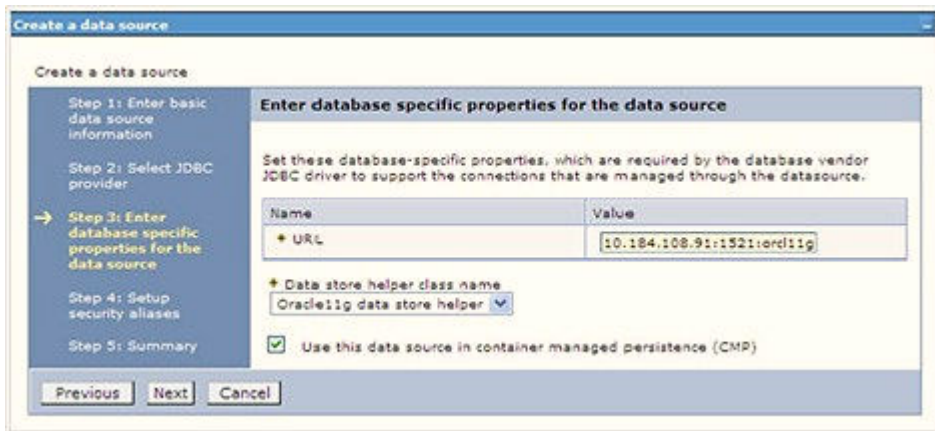 Create a data source
Create a data source
Step 1: Enter basic
data source
information
Step 2: Select JDBC
provider
Step 3: Enter
database specific
properties for the
data source
Step 4: Setup
security aliases
Step 5: Summary
Enter database specific properties for the data source
Set these database-specific properties, which are required by the database vendor
JDBC driver to support the connections that are managed through the datasource.
Name Value
URL 10.184.108.91:1521:orcl11g
Data store helper class name
Oracle11g data store helper
Use this data source in container managed persistence (CMP)
Previous Next Cancel